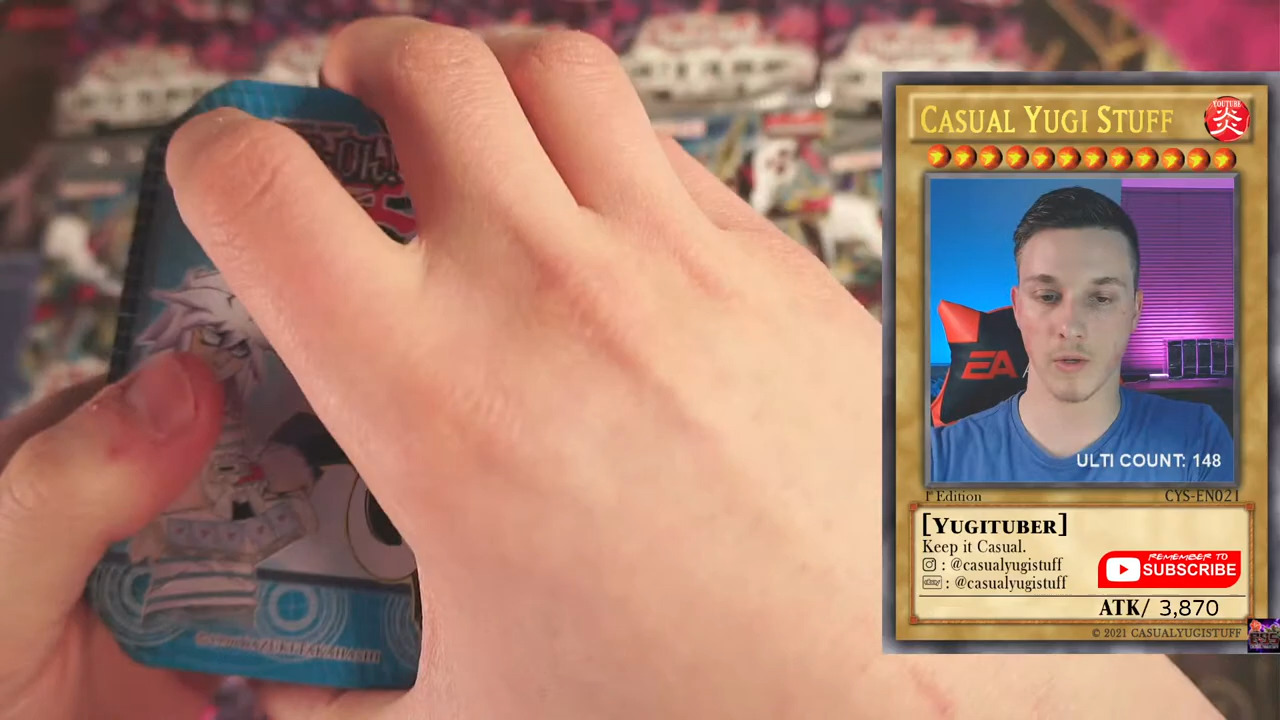 CASUAL YUGI STUFF
YOUTUBE
炎
EA
ULTI COUNT: 148
1st Edition
CYS-EN021
[YUGITUBER]
Keep it Casual.
: @casualyugistuff
: @casualyugistuff
REMEMBER TO
SUBSCRIBE
ATK/ 3,870
© 2021 CASUALYUGISTUFF